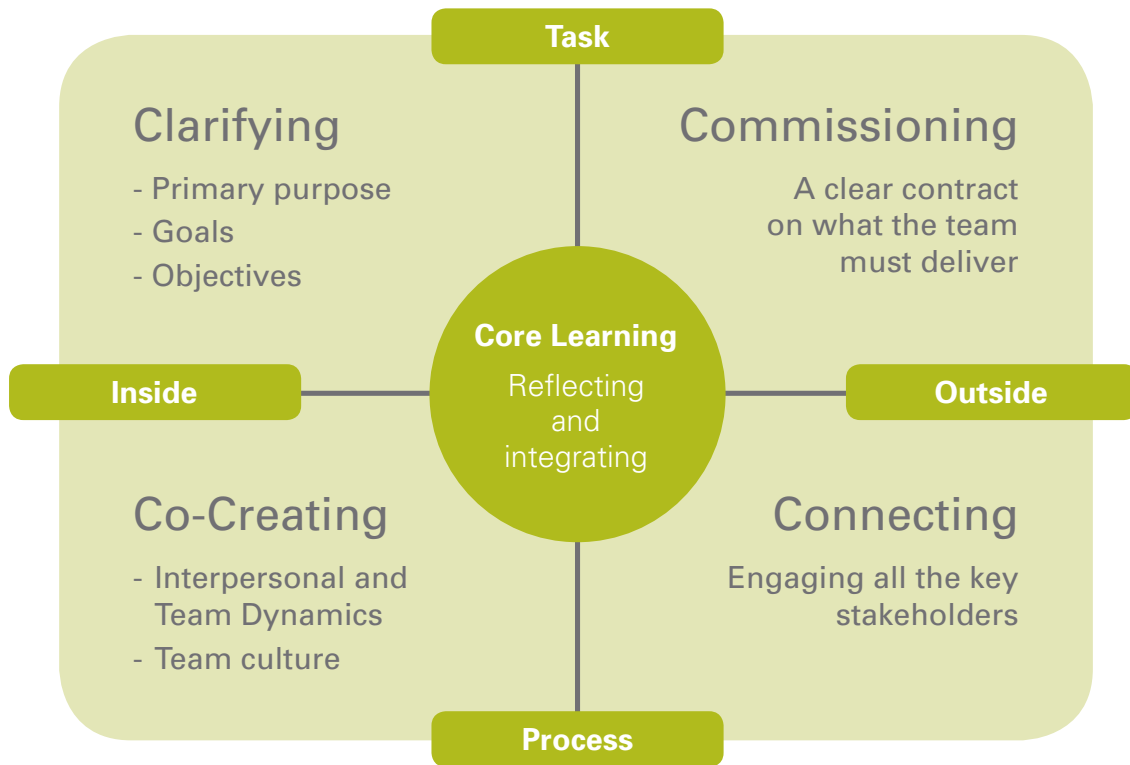 Task
Clarifying
- Primary purpose
- Goals
- Objectives
Commissioning
A clear contract
on what the team
must deliver
Core Learning
Reflecting
and
integrating
Inside
Outside
Co-Creating
- Interpersonal and
Team Dynamics
- Team culture
Connecting
Engaging all the key
stakeholders
Process